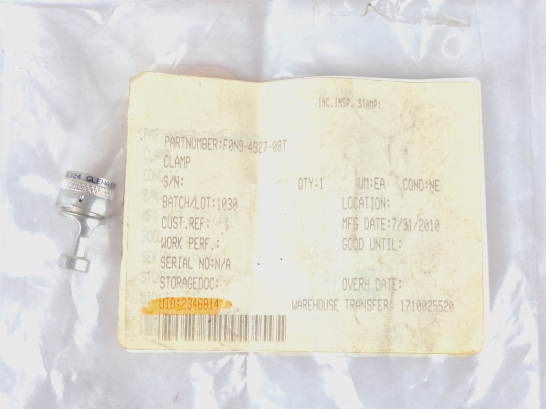 INC.INSP. STAMP:
PARTNUMBER:F0N9-4927-08T
CLAMP
S/N: QTY:1 UM:EA COND:NE
BATCH/LOT:1030 LOCATION:
CUST.REF: MFG DATE:7/31/2010
WORK PERF.: GOOD UNTIL:
SERIAL NO:N/A
STORAGEDOC: OVERH DATE:
UID:2346814 WAREHOUSE TRANSFER: 1710025520